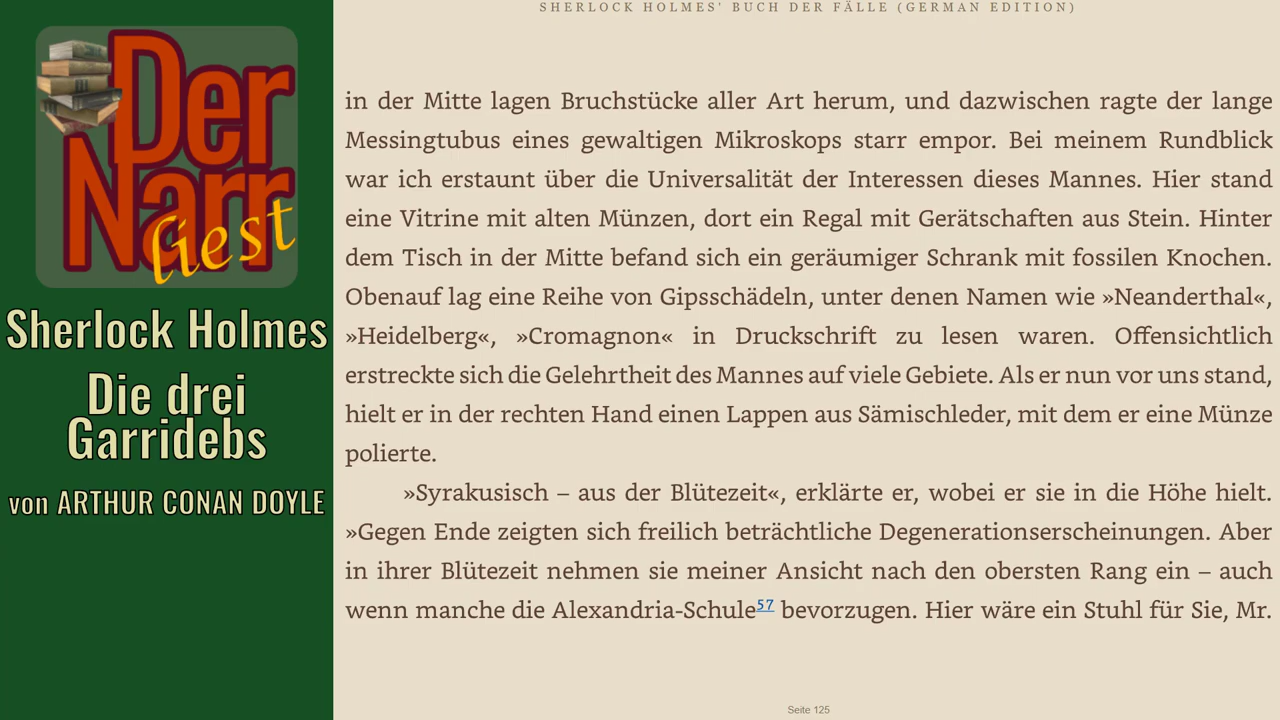 Der
Narr
liest
Sherlock Holmes
Die drei
Garridebs
von ARTHUR CONAN DOYLE
SHERLOCK HOLMES' BUCH DER FÄLLE (GERMAN EDITION)
in der Mitte lagen Bruchstücke aller Art herum, und dazwischen ragte der lange
Messingtubus eines gewaltigen Mikroskops starr empor. Bei meinem Rundblick
war ich erstaunt über die Universalität der Interessen dieses Mannes. Hier stand
eine Vitrine mit alten Münzen, dort ein Regal mit Gerätschaften aus Stein. Hinter
dem Tisch in der Mitte befand sich ein geräumiger Schrank mit fossilen Knochen.
Obenauf lag eine Reihe von Gipsschädeln, unter denen Namen wie »Neanderthal«,
»Heidelberg«, »Cromagnon« in Druckschrift zu lesen waren. Offensichtlich
erstreckte sich die Gelehrtheit des Mannes auf viele Gebiete. Als er nun vor uns stand,
hielt er in der rechten Hand einen Lappen aus Sämischleder, mit dem er eine Münze
polierte.
»Syrakusisch – aus der Blütezeit«, erklärte er, wobei er sie in die Höhe hielt.
»Gegen Ende zeigten sich freilich beträchtliche Degenerationserscheinungen. Aber
in ihrer Blütezeit nehmen sie meiner Ansicht nach den obersten Rang ein – auch
wenn manche die Alexandria-Schule57 bevorzugen. Hier wäre ein Stuhl für Sie, Mr.
Seite 125